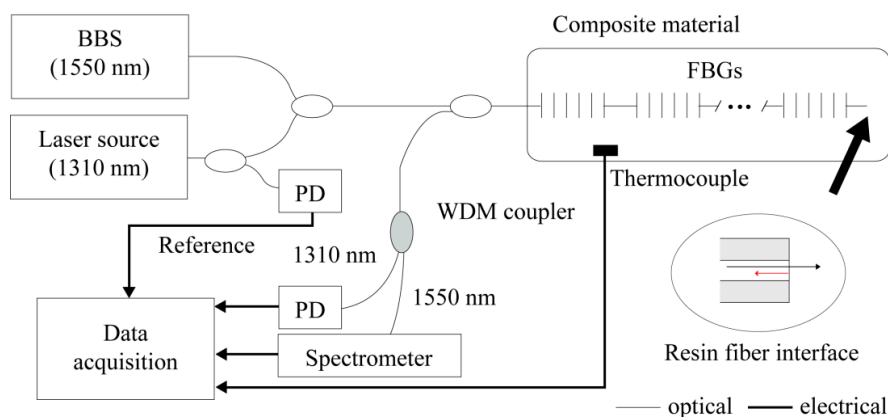 BBS
(1550 nm)
Composite material
FBGs
Laser source
(1310 nm)
Thermocouple
PD
WDM coupler
Reference
1310 nm
1550 nm
PD
Data
acquisition
Spectrometer
Resin fiber interface
optical
electrical